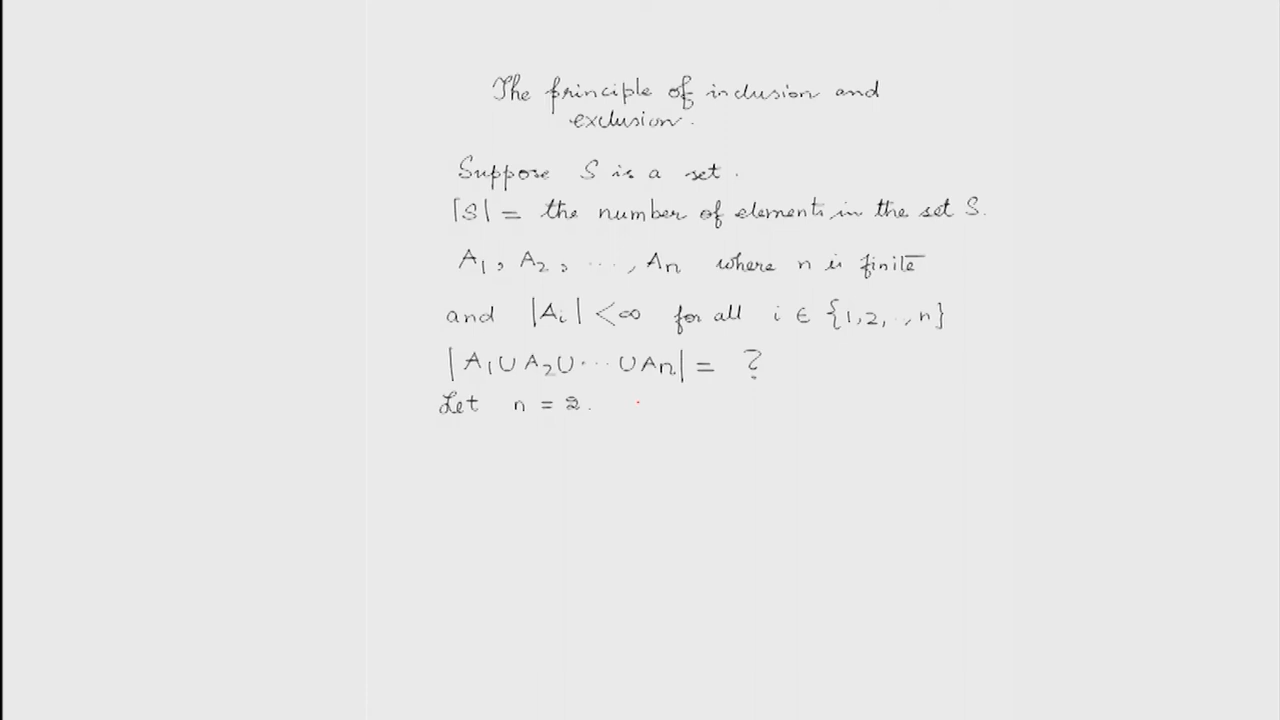 The principle of inclusion and
exclusion.
Suppose S is a set.
|S| = the number of elements in the set S.
A₁, A₂, ..., Aₙ where n is finite
and |Aᵢ| < ∞ for all i ∈ {1,2,..,n}
|A₁∪A₂∪...∪Aₙ| = ?
Let n = 2.